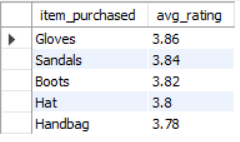 item_purchased avg_rating
Gloves 3.86
Sandals 3.84
Boots 3.82
Hat 3.8
Handbag 3.78